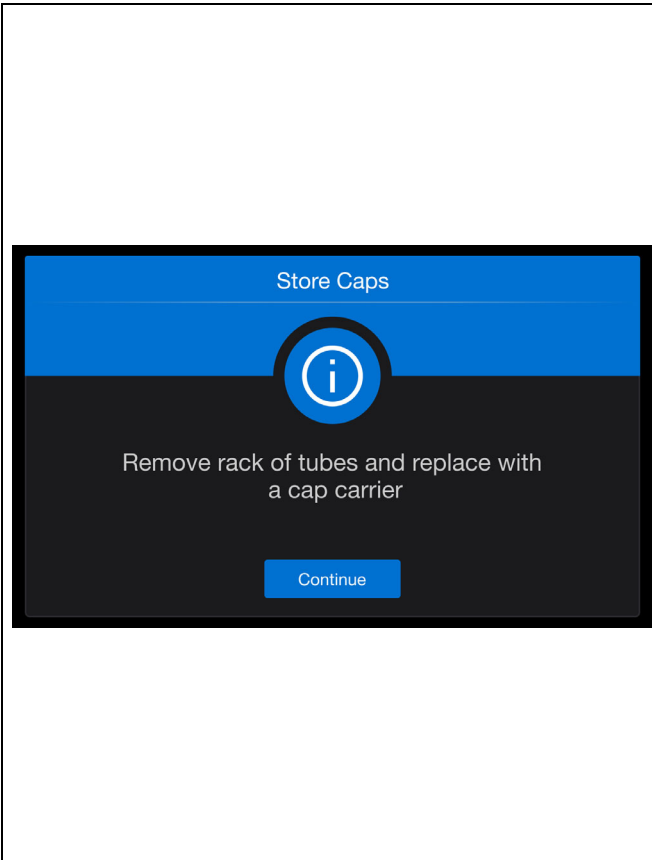 Store Caps
Remove rack of tubes and replace with
a cap carrier
Continue